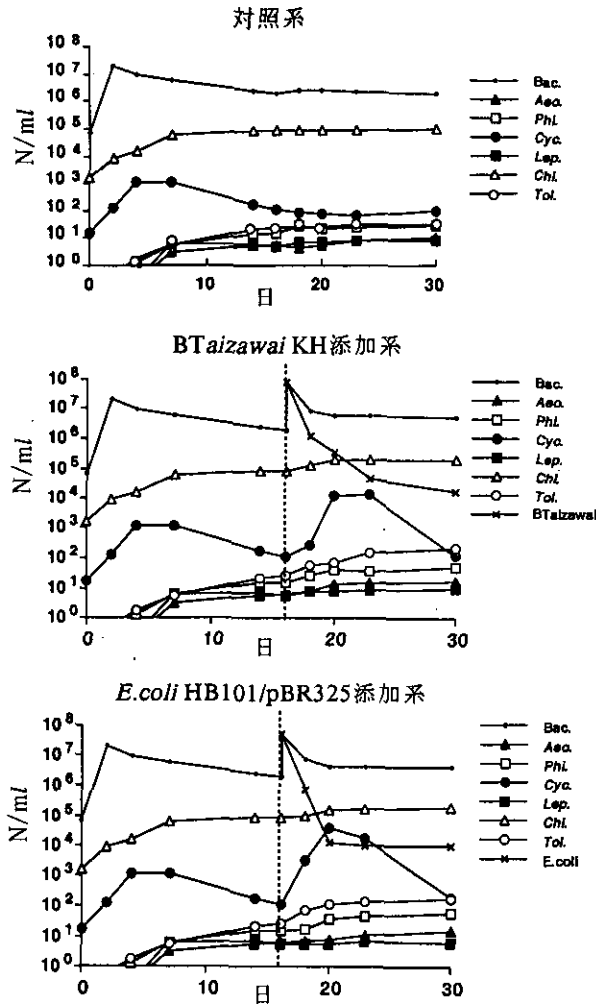 対照系
10^8
10^7
10^6
10^5
10^4
10^3
10^2
10^1
10^0
N/ml
0
10
20
30
日
Bac.
Aeo.
Phi.
Cyc.
Lep.
Chl.
Tol.
BTaizawai KH添加系
10^8
10^7
10^6
10^5
10^4
10^3
10^2
10^1
10^0
N/ml
0
10
20
30
日
Bac.
Aeo.
Phi.
Cyc.
Lep.
Chl.
Tol.
BTaizawai
E.coli HB101/pBR325添加系
10^8
10^7
10^6
10^5
10^4
10^3
10^2
10^1
10^0
N/ml
0
10
20
30
日
Bac.
Aeo.
Phi.
Cyc.
Lep.
Chl.
Tol.
E.coli